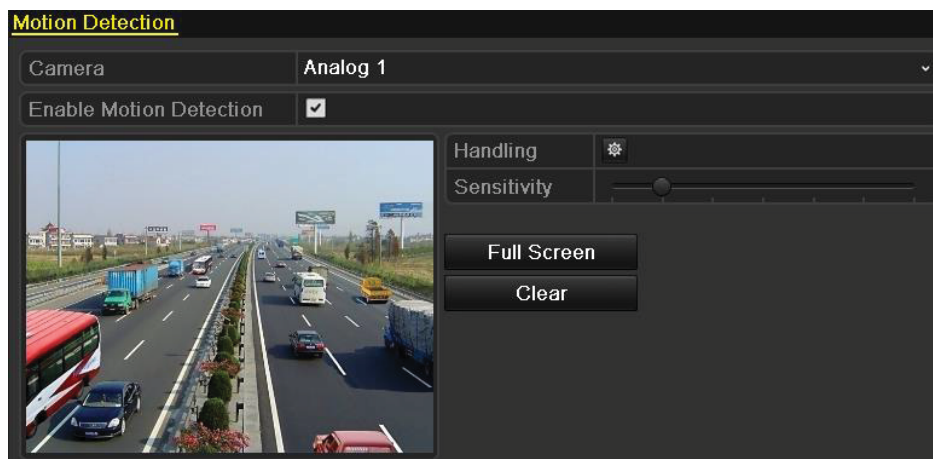 Motion Detection
Camera
Analog 1
Enable Motion Detection
Handling
Sensitivity
Full Screen
Clear